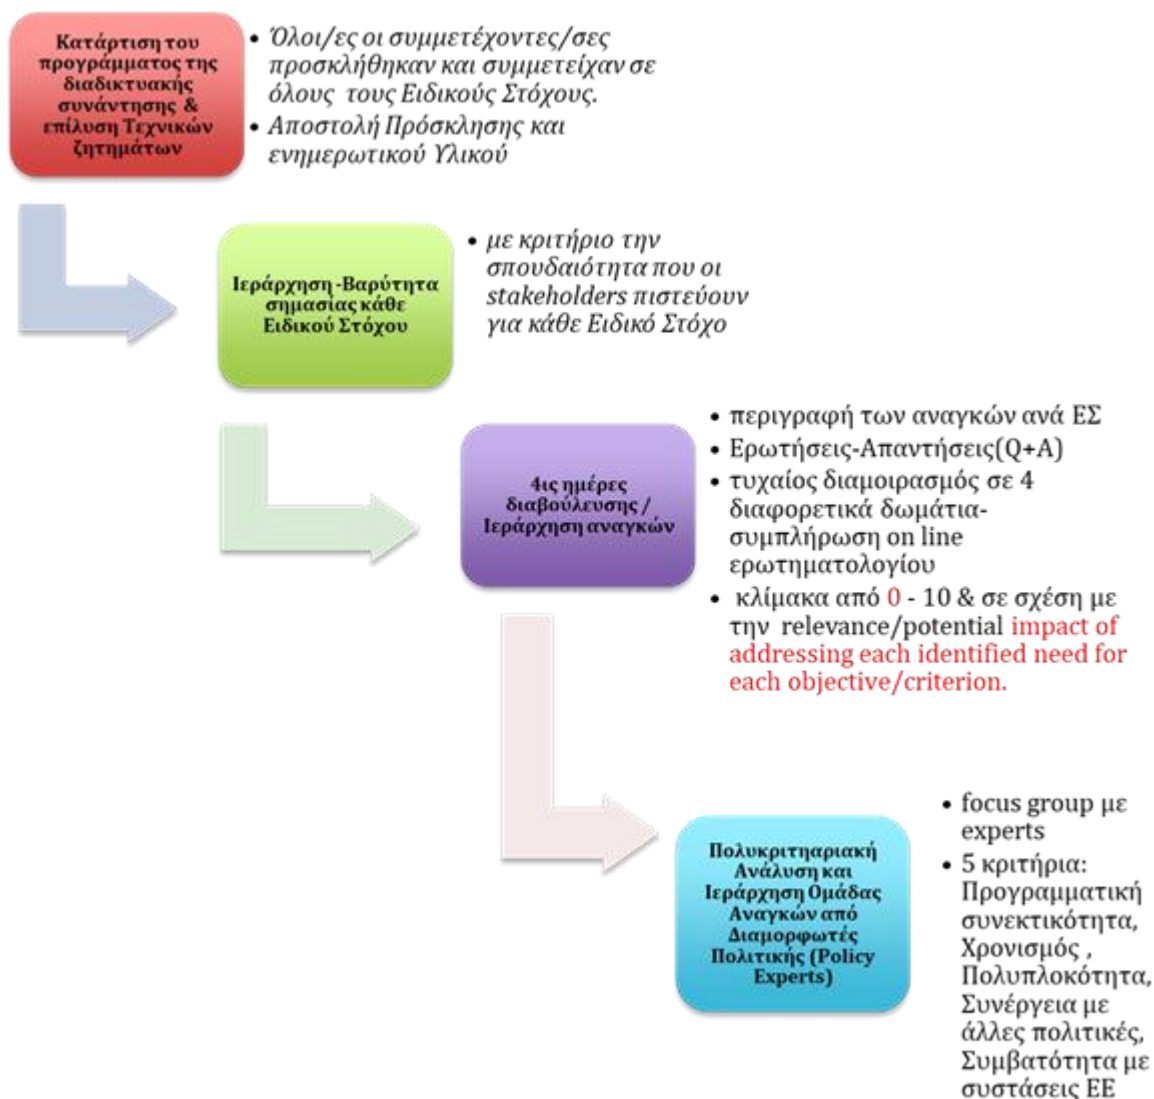 Κατάρτιση του
προγράμματος της
διαδικτυακής
συνάντησης &
επίλυση Τεχνικών
ζητημάτων
• Όλοι/ες οι συμμετέχοντες/σες
προσκλήθηκαν και συμμετείχαν σε
όλους τους Ειδικούς Στόχους.
• Αποστολή Πρόσκλησης και
ενημερωτικού Υλικού
Ιεράρχηση -Βαρύτητα
σημασίας κάθε
Ειδικού Στόχου
• με κριτήριο την
σπουδαιότητα που οι
stakeholders πιστεύουν
για κάθε Ειδικό Στόχο
4ις ημέρες
διαβούλευσης /
Ιεράρχηση αναγκών
• περιγραφή των αναγκών ανά ΕΣ
• Ερωτήσεις-Απαντήσεις(Q+A)
• τυχαίος διαμοιρασμός σε 4
διαφορετικά δωμάτια-
συμπλήρωση on line
ερωτηματολογίου
• κλίμακα από 0 - 10 & σε σχέση με
την relevance/potential impact of
addressing each identified need for
each objective/criterion.
Πολυκριτηαριακή
Ανάλυση και
Ιεράρχηση Ομάδας
Αναγκών από
Διαμορφωτές
Πολιτικής (Policy
Experts)
• focus group με
experts
• 5 κριτήρια:
Προγραμματική
συνεκτικότητα,
Χρονισμός ,
Πολυπλοκότητα,
Συνέργεια με
άλλες πολιτικές,
Συμβατότητα με
συστάσεις ΕΕ